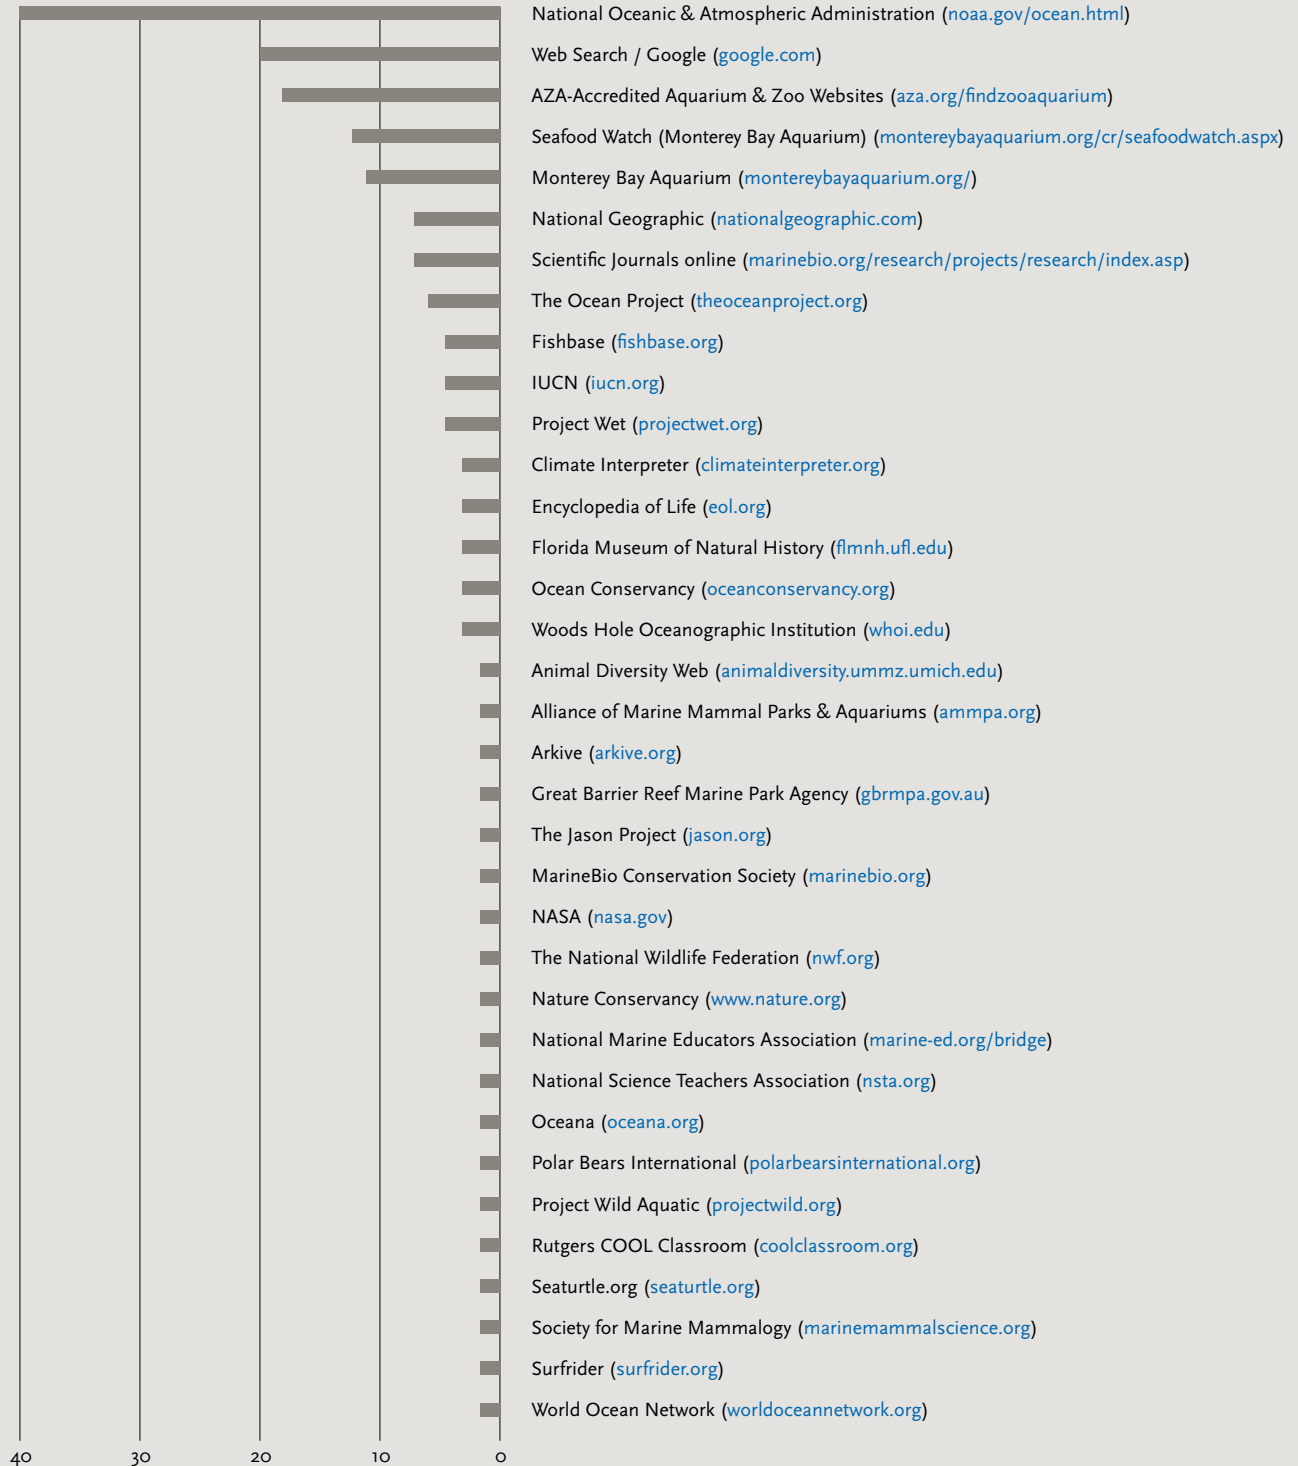 National Oceanic & Atmospheric Administration (noaa.gov/ocean.html)
Web Search / Google (google.com)
AZA-Accredited Aquarium & Zoo Websites (aza.org/findzooaquarium)
Seafood Watch (Monterey Bay Aquarium) (montereybayaquarium.org/cr/seafoodwatch.aspx)
Monterey Bay Aquarium (montereybayaquarium.org/)
National Geographic (nationalgeographic.com)
Scientific Journals online (marinebio.org/research/projects/research/index.asp)
The Ocean Project (theoceanproject.org)
Fishbase (fishbase.org)
IUCN (iucn.org)
Project Wet (projectwet.org)
Climate Interpreter (climateinterpreter.org)
Encyclopedia of Life (eol.org)
Florida Museum of Natural History (flmnh.ufl.edu)
Ocean Conservancy (oceanconservancy.org)
Woods Hole Oceanographic Institution (whoi.edu)
Animal Diversity Web (animaldiversity.ummz.umich.edu)
Alliance of Marine Mammal Parks & Aquariums (ammpa.org)
Arkive (arkive.org)
Great Barrier Reef Marine Park Agency (gbrmpa.gov.au)
The Jason Project (jason.org)
MarineBio Conservation Society (marinebio.org)
NASA (nasa.gov)
The National Wildlife Federation (nwf.org)
Nature Conservancy (www.nature.org)
National Marine Educators Association (marine-ed.org/bridge)
National Science Teachers Association (nsta.org)
Oceana (oceana.org)
Polar Bears International (polarbearsinternational.org)
Project Wild Aquatic (projectwild.org)
Rutgers COOL Classroom (coolclassroom.org)
Seaturtle.org (seaturtle.org)
Society for Marine Mammalogy (marinemammalscience.org)
Surfrider (surfrider.org)
World Ocean Network (worldoceannetwork.org)
40 30 20 10 0